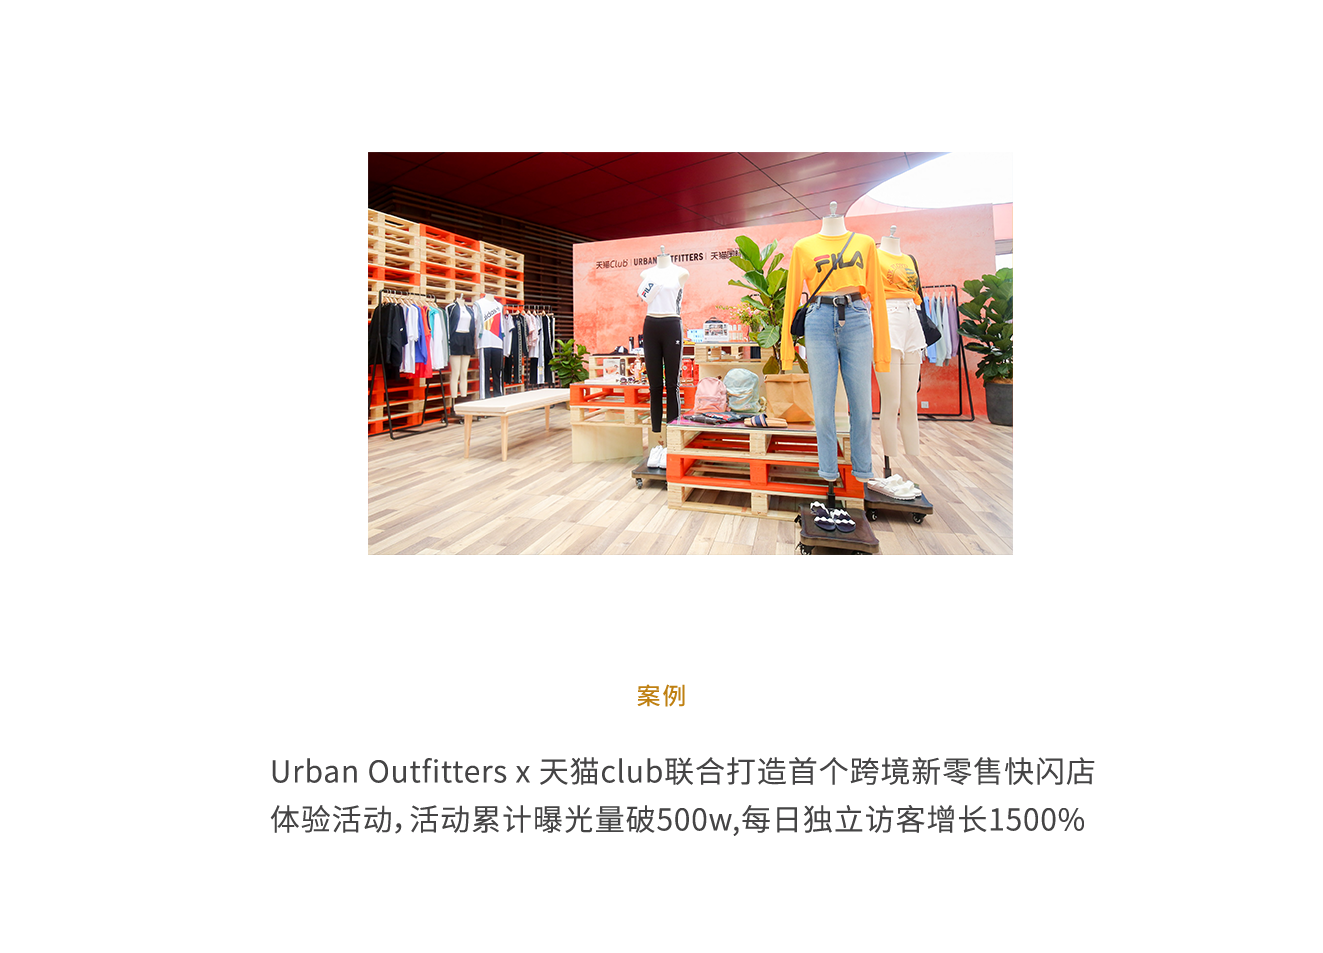 天猫Club | URBAN OUTFITTERS | 天猫国
FILA
FILA
案例
Urban Outfitters x 天猫club联合打造首个跨境新零售快闪店
体验活动，活动累计曝光量破500w,每日独立访客增长1500%